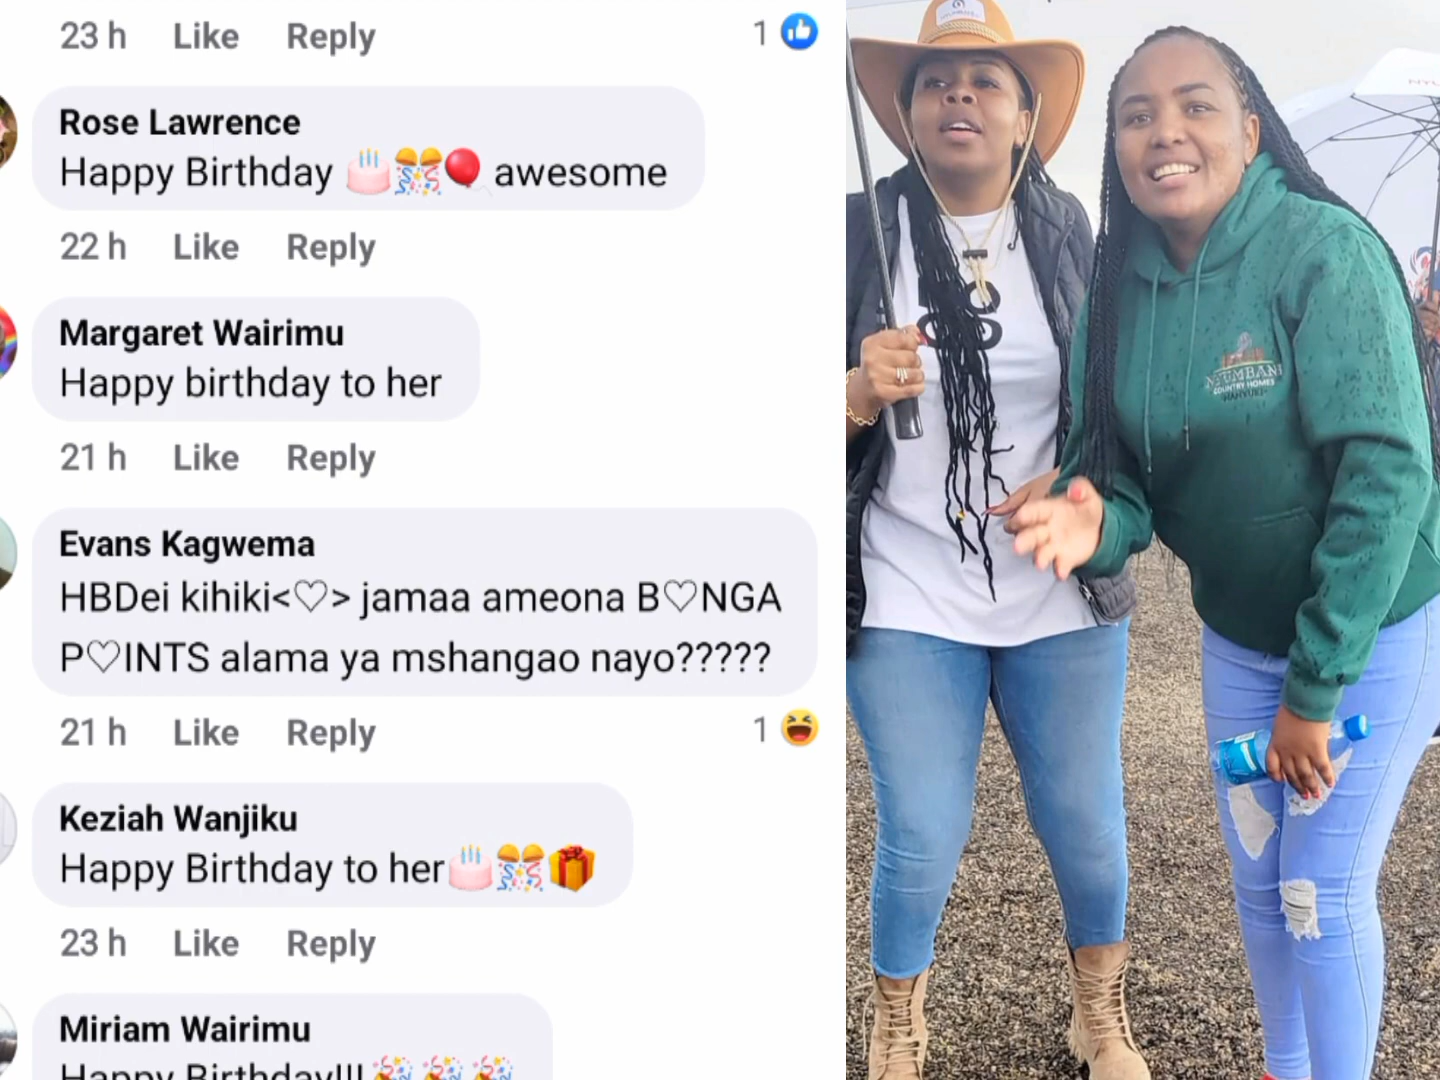 23 h Like Reply 1
Rose Lawrence
Happy Birthday 🎂🎊🎈 awesome
22 h Like Reply
Margaret Wairimu
Happy birthday to her
21 h Like Reply
Evans Kagwema
HBDei kihiki<♡> jamaa ameona B♡NGA
P♡INTS alama ya mshangao nayo?????
21 h Like Reply 1 😆
Keziah Wanjiku
Happy Birthday to her🎂🎊🎁
23 h Like Reply
Miriam Wairimu
Happy Birthday!!!🎉🎉🎉
COUNTRY HOMES